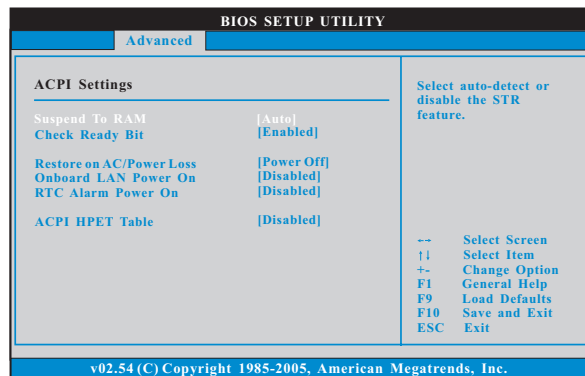 BIOS SETUP UTILITY
Advanced
ACPI Settings
Suspend To RAM [Auto]
Check Ready Bit [Enabled]
Restore on AC/Power Loss [Power Off]
Onboard LAN Power On [Disabled]
RTC Alarm Power On [Disabled]
ACPI HPET Table [Disabled]
Select auto-detect or
disable the STR
feature.
←→ Select Screen
↑↓ Select Item
+- Change Option
F1 General Help
F9 Load Defaults
F10 Save and Exit
ESC Exit
v02.54 (C) Copyright 1985-2005, American Megatrends, Inc.